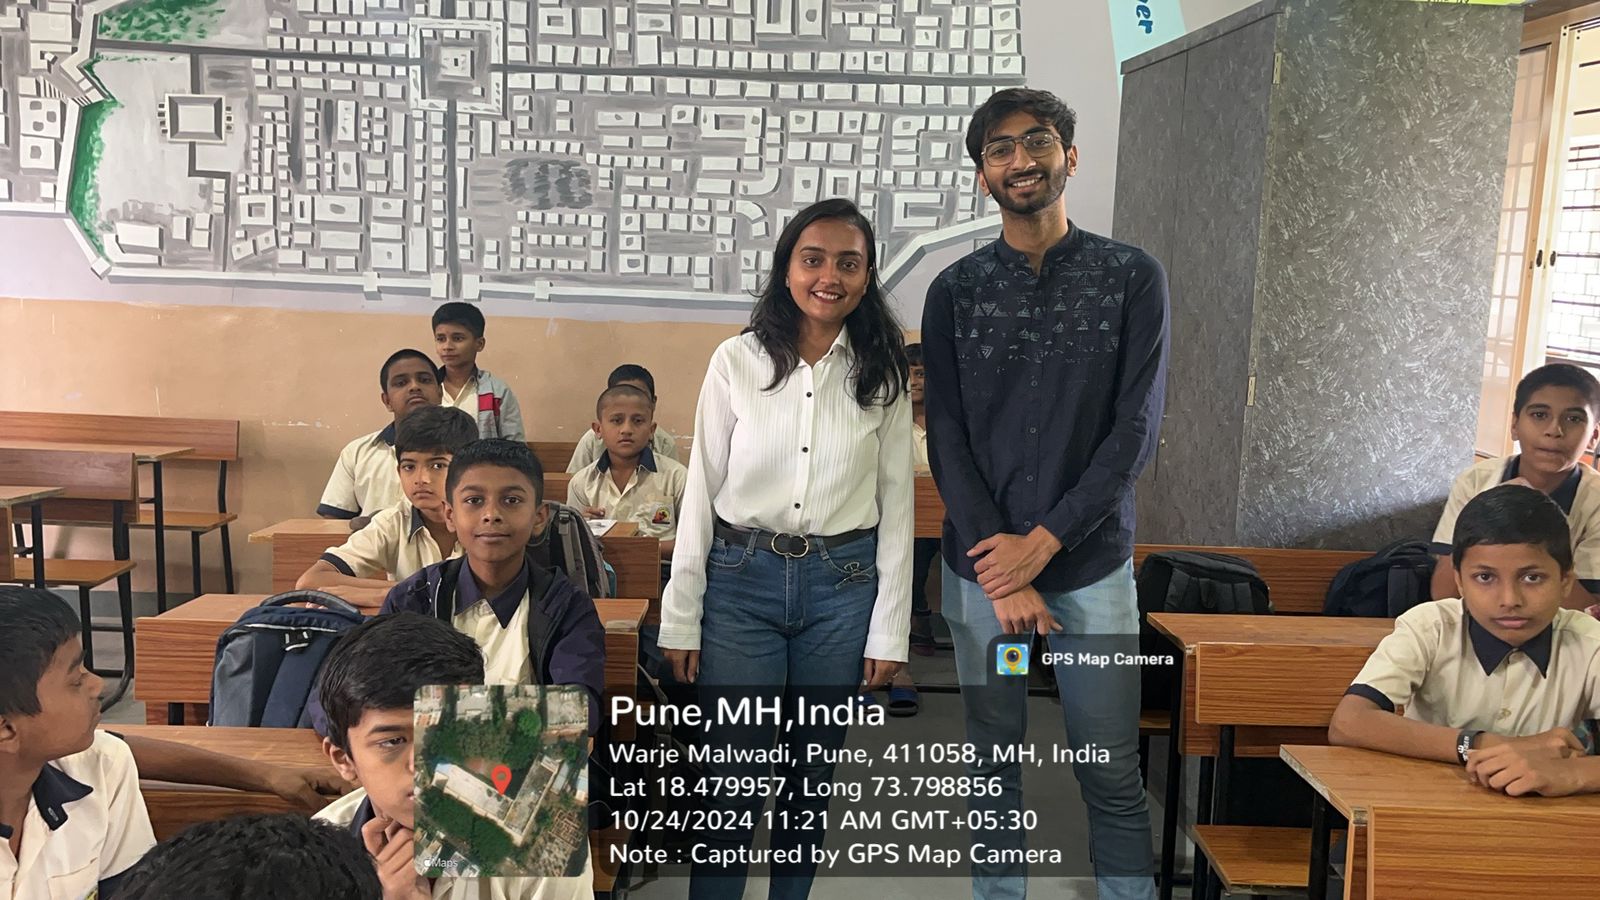 per
GPS Map Camera
Pune,MH,India
Warje Malwadi, Pune, 411058, MH, India
Lat 18.479957, Long 73.798856
10/24/2024 11:21 AM GMT+05:30
Note : Captured by GPS Map Camera
Maps